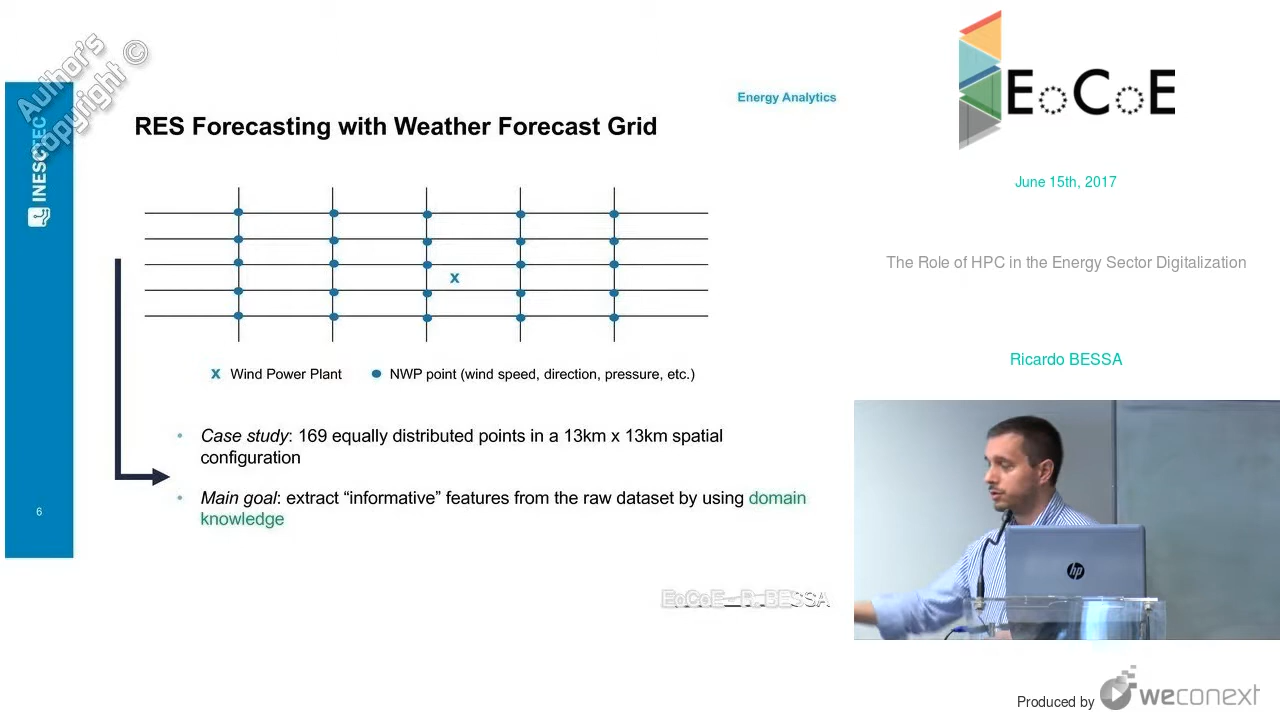 Author's
Copyright ©
INESCTEC
Energy Analytics
RES Forecasting with Weather Forecast Grid
x
x Wind Power Plant
NWP point (wind speed, direction, pressure, etc.)
• Case study: 169 equally distributed points in a 13km x 13km spatial
configuration
• Main goal: extract “informative” features from the raw dataset by using domain
knowledge
6
EoCoE - R. BESSA
EoCoE
June 15th, 2017
The Role of HPC in the Energy Sector Digitalization
Ricardo BESSA
hp
Produced by weconext